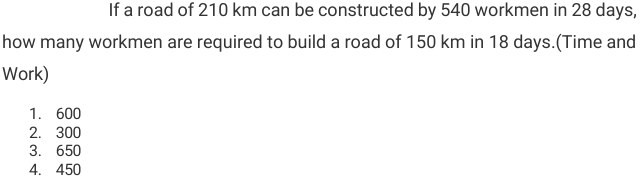 If a road of 210 km can be constructed by 540 workmen in 28 days,
how many workmen are required to build a road of 150 km in 18 days.(Time and
Work)
1. 600
2. 300
3. 650
4. 450